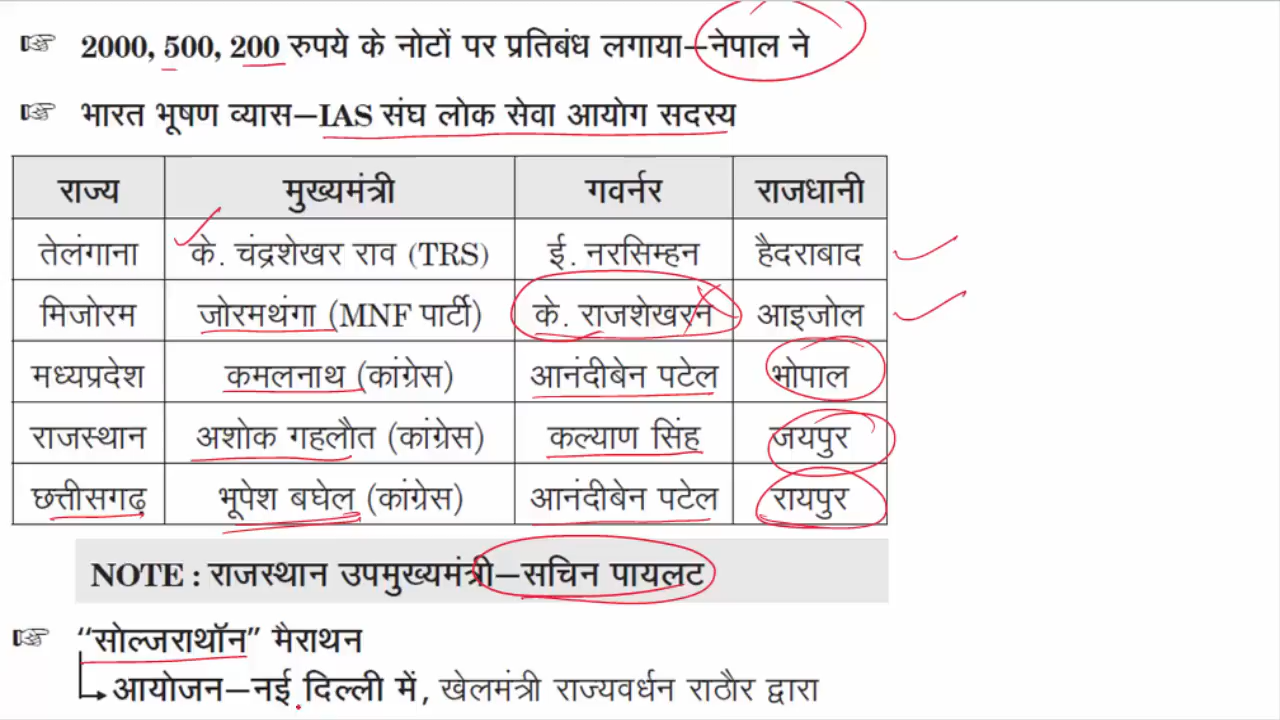 ☞ 2000, 500, 200 रुपये के नोटों पर प्रतिबंध लगाया—नेपाल ने
☞ भारत भूषण व्यास—IAS संघ लोक सेवा आयोग सदस्य
राज्य मुख्यमंत्री गवर्नर राजधानी
तेलंगाना के. चंद्रशेखर राव (TRS) ई. नरसिम्हन हैदराबाद
मिजोरम जोरमथंगा (MNF पार्टी) के. राजशेखरन आइजोल
मध्यप्रदेश कमलनाथ (कांग्रेस) आनंदीबेन पटेल भोपाल
राजस्थान अशोक गहलौत (कांग्रेस) कल्याण सिंह जयपुर
छत्तीसगढ़ भूपेश बघेल (कांग्रेस) आनंदीबेन पटेल रायपुर
NOTE : राजस्थान उपमुख्यमंत्री—सचिन पायलट
☞ “सोल्जराथॉन” मैराथन
आयोजन—नई दिल्ली में, खेलमंत्री राज्यवर्धन राठौर द्वारा